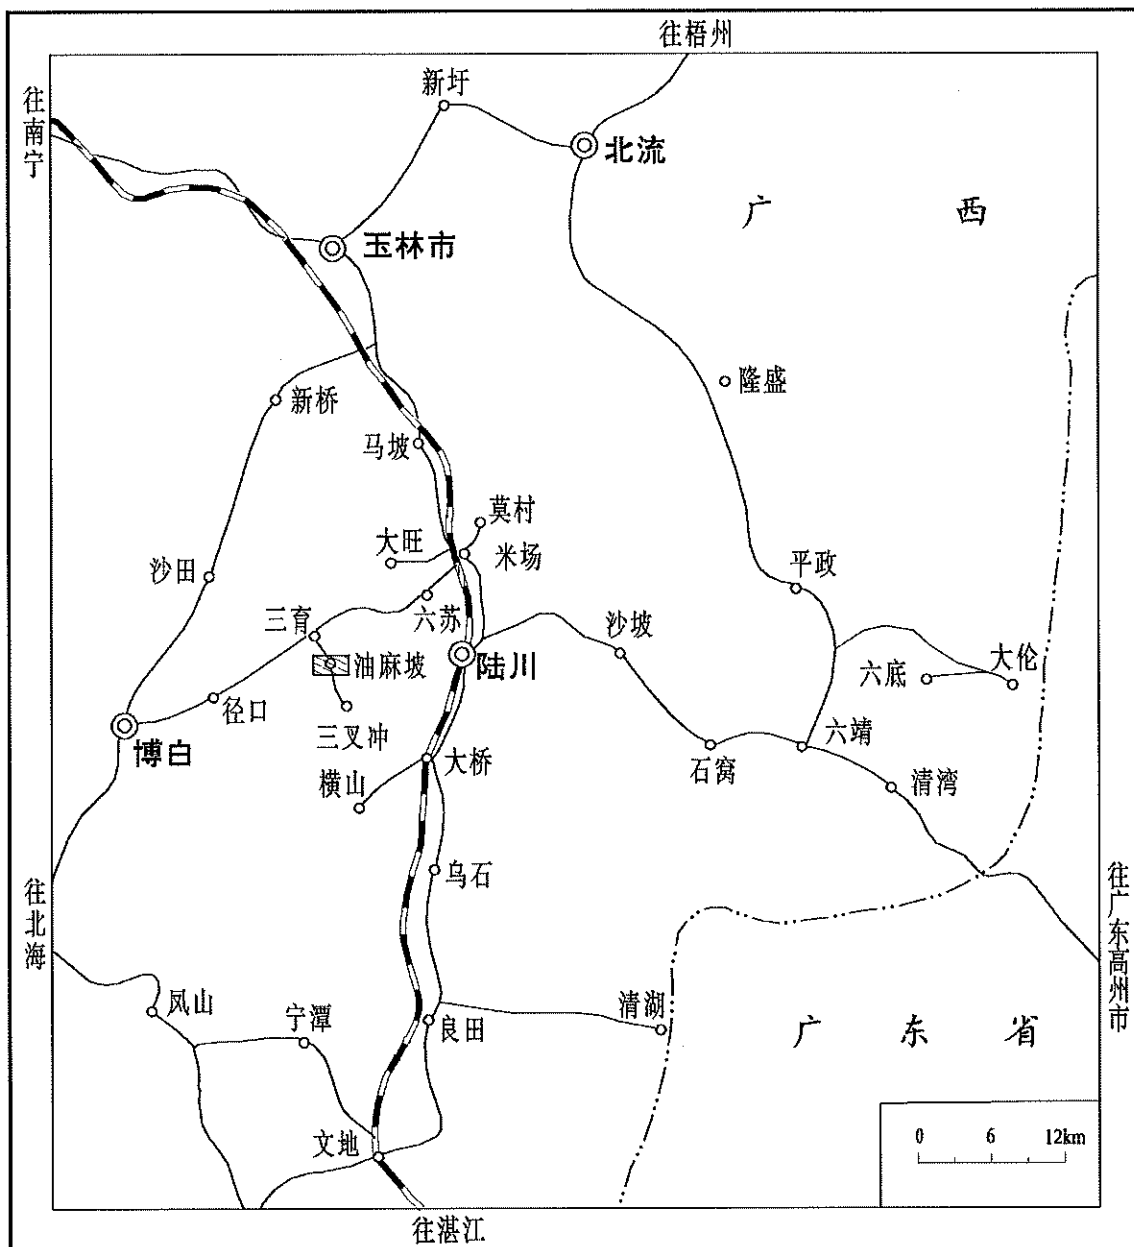 往梧州
新圩
往南宁
北流
广 西
玉林市
隆盛
新桥
马坡
莫村
大旺
米场
沙田
平政
六苏
三育
沙坡
油麻坡
陆川
六底
大伦
径口
三叉冲
博白
横山
大桥
石窝
六靖
清湾
乌石
往北海
往广东高州市
凤山
宁潭
良田
清湖
广 东 省
文地
0 6 12km
往湛江